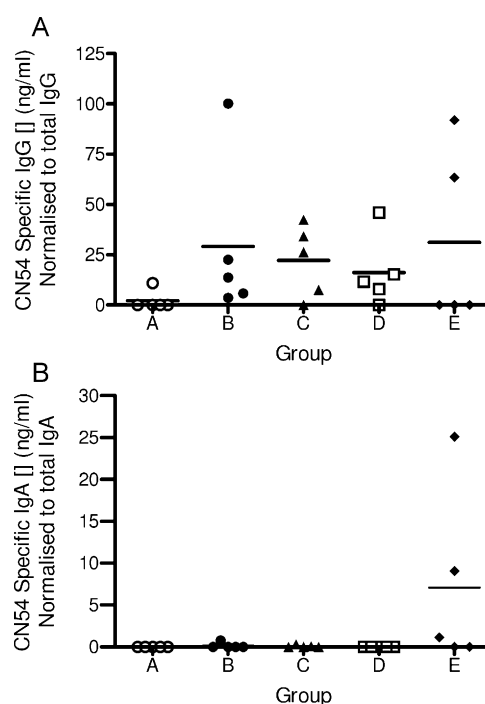 A
CN54 Specific IgG [] (ng/ml)
Normalised to total IgG
125
100
75
50
25
0
A B C D E
Group
B
CN54 Specific IgA [] (ng/ml)
Normalised to total IgA
30
25
20
15
10
5
0
A B C D E
Group